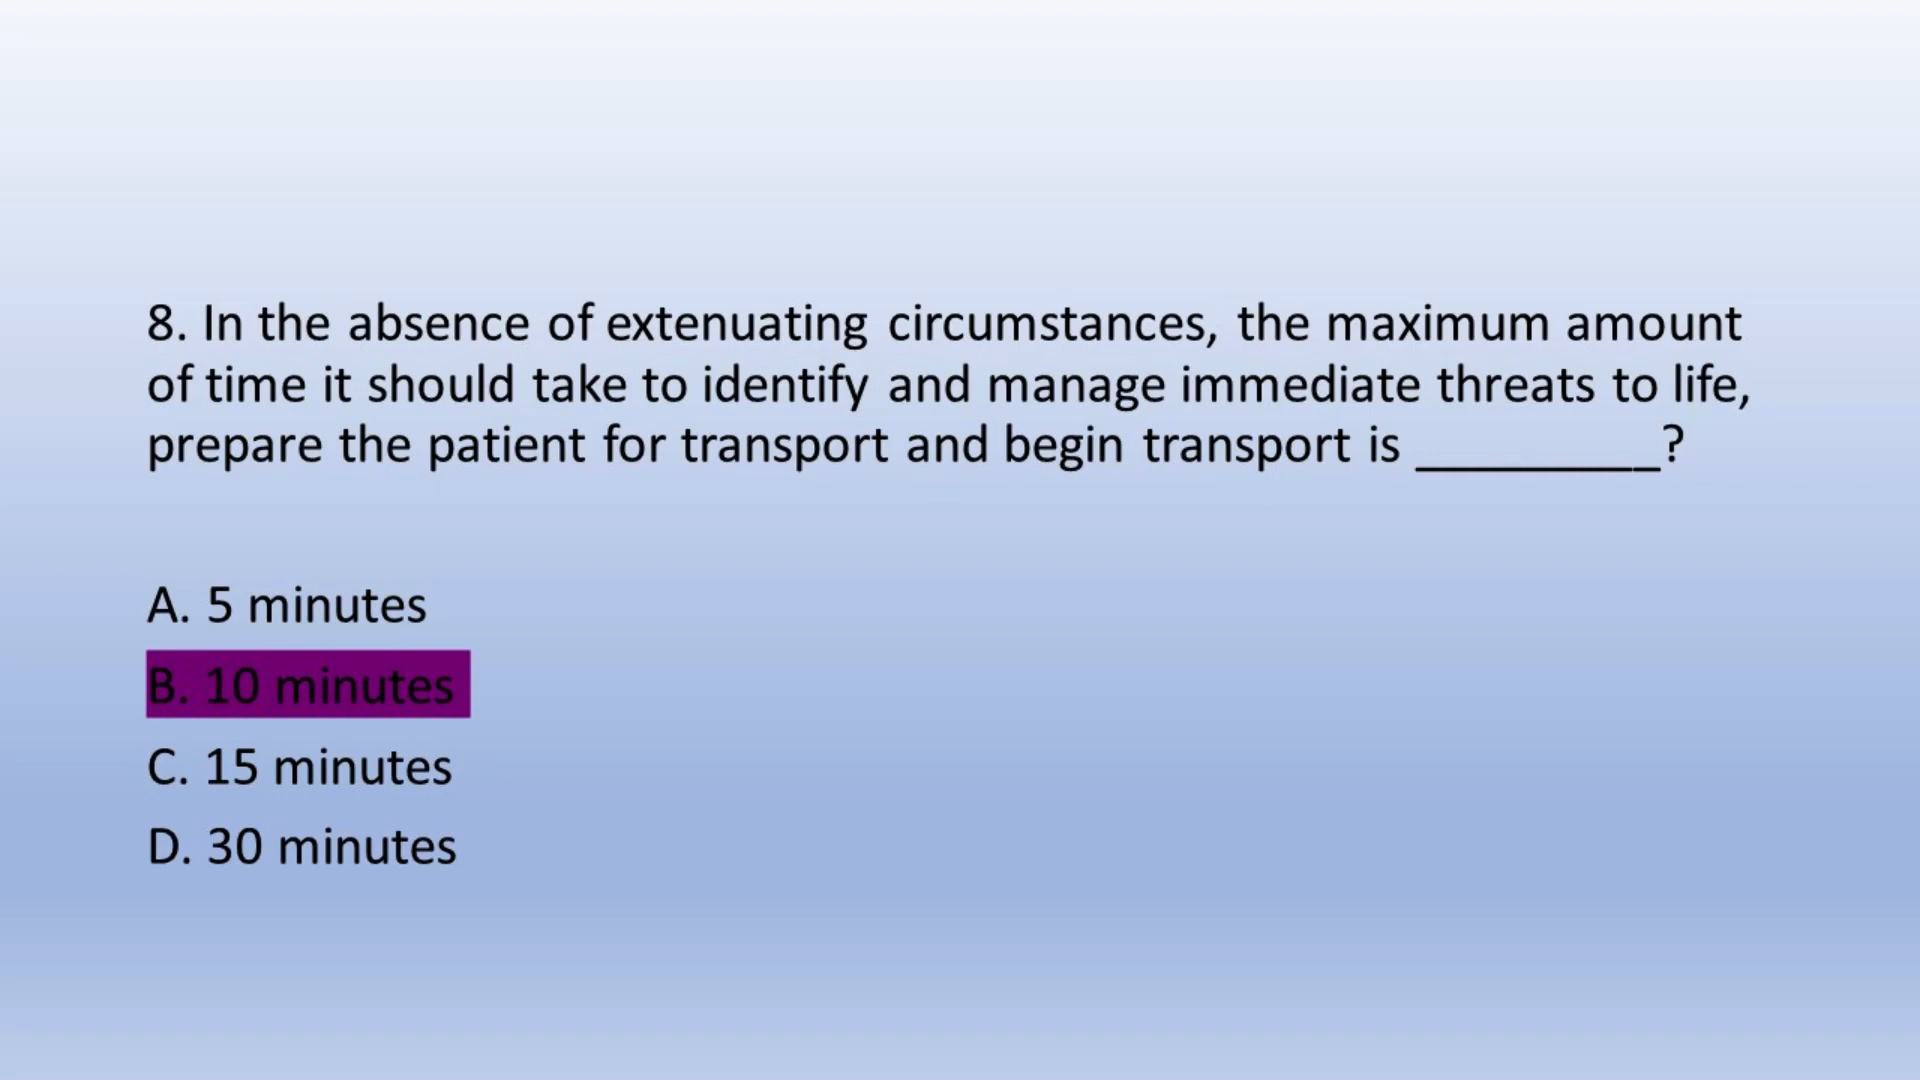 8. In the absence of extenuating circumstances, the maximum amount
of time it should take to identify and manage immediate threats to life,
prepare the patient for transport and begin transport is _________?
A. 5 minutes
B. 10 minutes
C. 15 minutes
D. 30 minutes